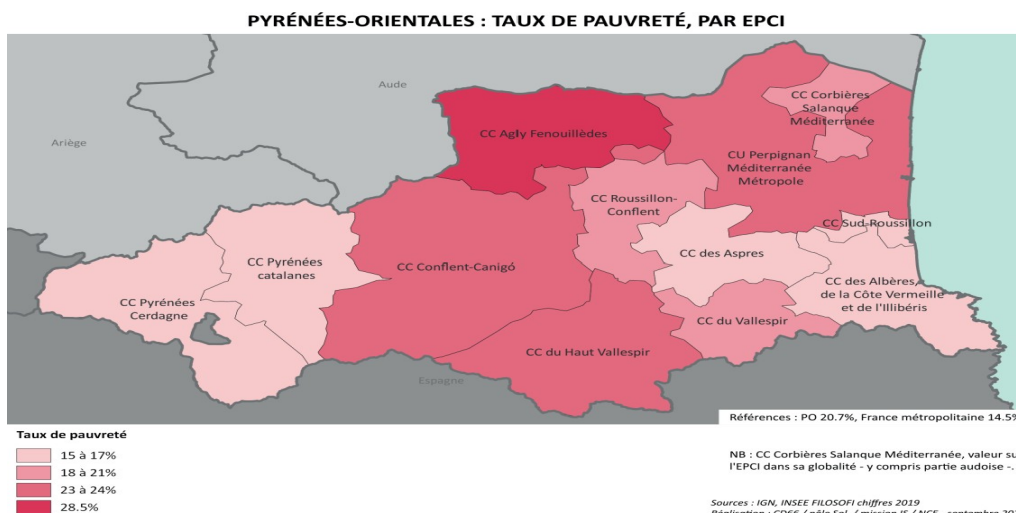 PYRÉNÉES-ORIENTALES : TAUX DE PAUVRETÉ, PAR EPCI
Aude
Ariège
CC Corbières
Salanque
Méditerranée
CC Agly Fenouillèdes
CU Perpignan
Méditerranée
Métropole
CC Roussillon-
Conflent
CC Sud-Roussillon
CC des Aspres
CC Pyrénées
catalanes
CC Conflent-Canigó
CC des Albères,
de la Côte Vermeille
et de l'Illibéris
CC Pyrénées
Cerdagne
CC du Vallespir
CC du Haut Vallespir
Espagne
Références : PO 20.7%, France métropolitaine 14.5%
Taux de pauvreté
15 à 17%
18 à 21%
23 à 24%
28.5%
NB : CC Corbières Salanque Méditerranée, valeur su
l'EPCI dans sa globalité - y compris partie audoise -.
Sources : IGN, INSEE FILOSOFI chiffres 2019